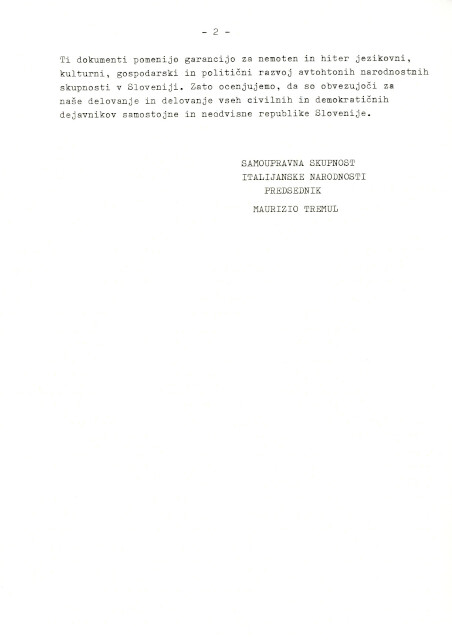 - 2 -
Ti dokumenti pomenijo garancijo za nemoten in hiter jezikovni,
kulturni, gospodarski in politični razvoj avtohtonih narodnostnih
skupnosti v Sloveniji. Zato ocenjujemo, da so obvezujoči za
naše delovanje in delovanje vseh civilnih in demokratičnih
dejavnikov samostojne in neodvisne republike Slovenije.
SAMOUPRAVNA SKUPNOST
ITALIJANSKE NARODNOSTI
PREDSEDNIK
MAURIZIO TREMUL